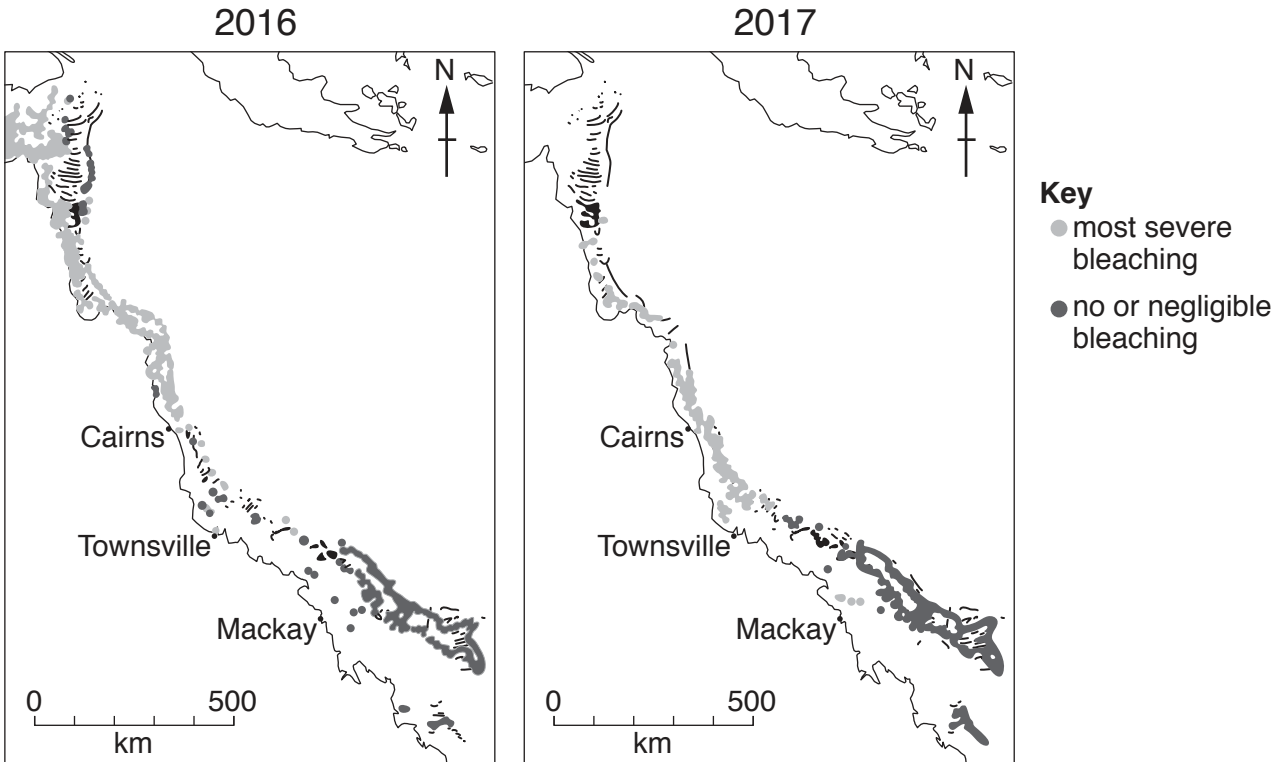 2016
N
Cairns
Townsville
Mackay
0 500
km
2017
N
Cairns
Townsville
Mackay
0 500
km
Key
most severe
bleaching
no or negligible
bleaching